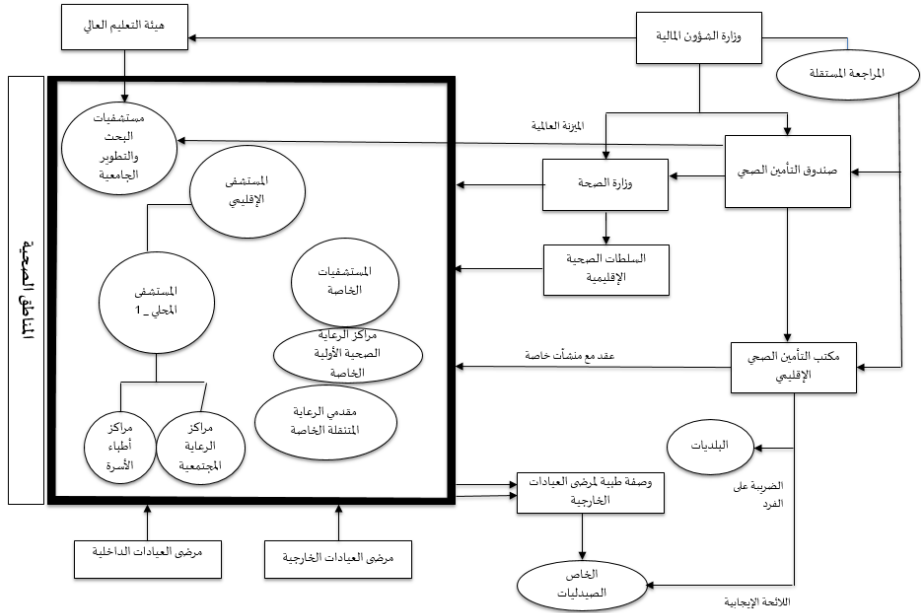 هيئة التعليم العالي
وزارة الشؤون المالية
المراجعة المستقلة
الميزنة العالمية
صندوق التأمين الصحي
وزارة الصحة
السلطات الصحية
الإقليمية
مكتب التأمين الصحي
الإقليمي
عقد مع منشآت خاصة
البلديات
الضريبة على
الفرد
اللائحة الإيجابية
الخاص
الصيدليات
وصفة طبية لمرضى العيادات
الخارجية
المناطق الصحية
مستشفيات
البحث
والتطوير
الجامعية
المستشفى
الإقليمي
المستشفى
المحلي _ 1
المستشفيات
الخاصة
مراكز الرعاية
الصحية الأولية
الخاصة
مقدمي الرعاية
المتنقلة الخاصة
مراكز
الرعاية
المجتمعية
مراكز
أطباء
الأسرة
مرضى العيادات الخارجية
مرضى العيادات الداخلية